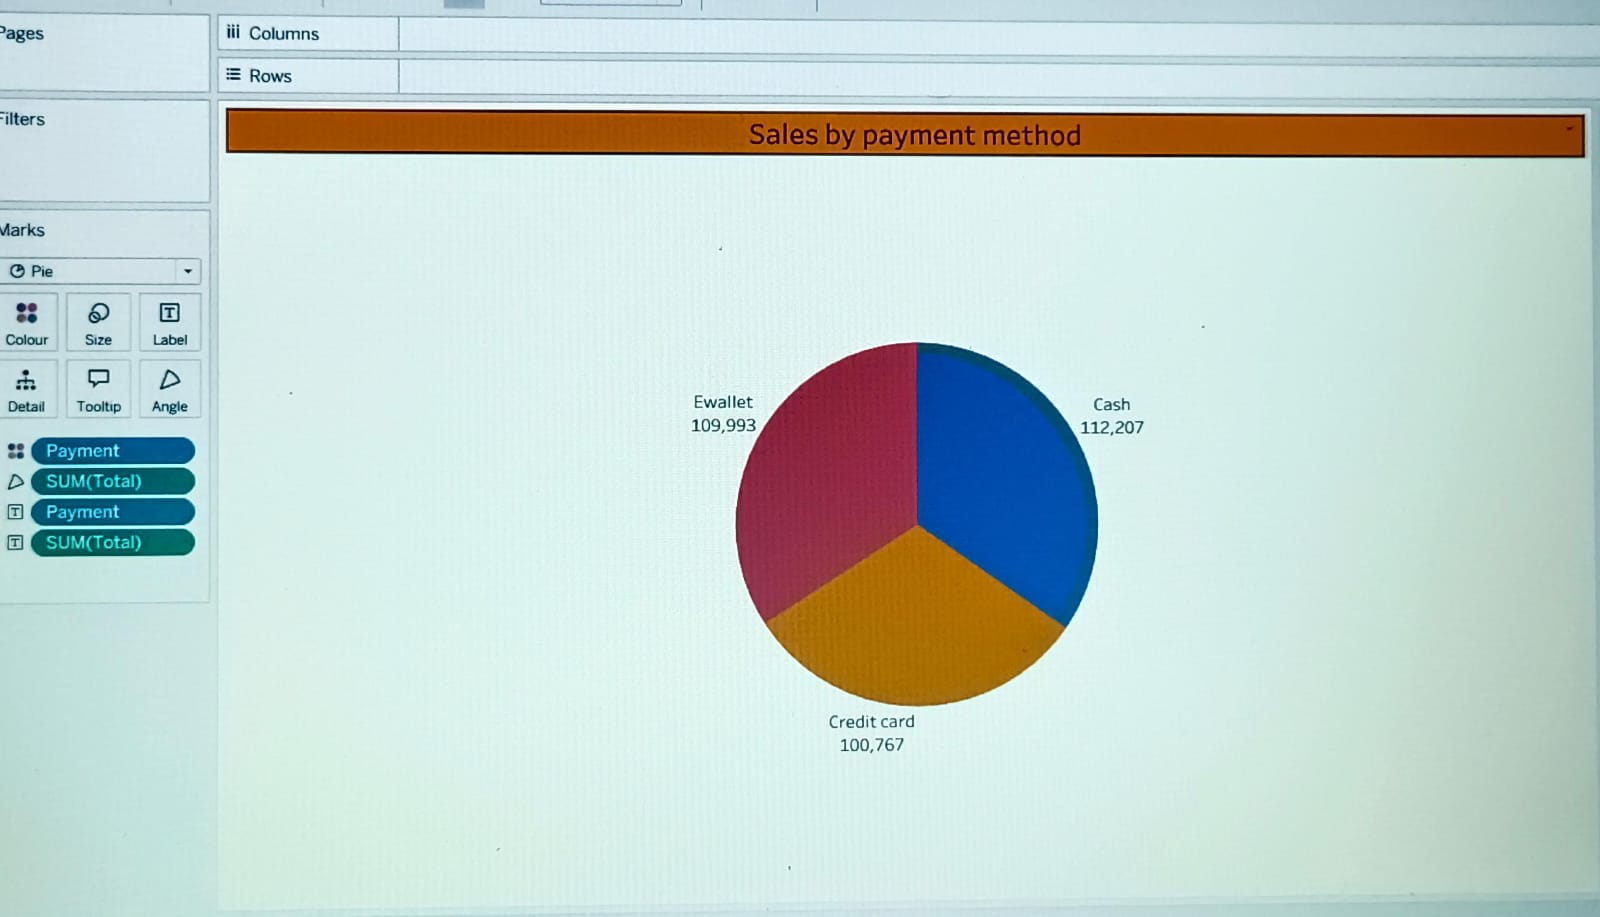 Pages
Columns
Rows
Filters
Sales by payment method
Marks
Pie
Colour
Size
Label
Detail
Tooltip
Angle
Payment
SUM(Total)
Payment
SUM(Total)
Ewallet
109,993
Cash
112,207
Credit card
100,767